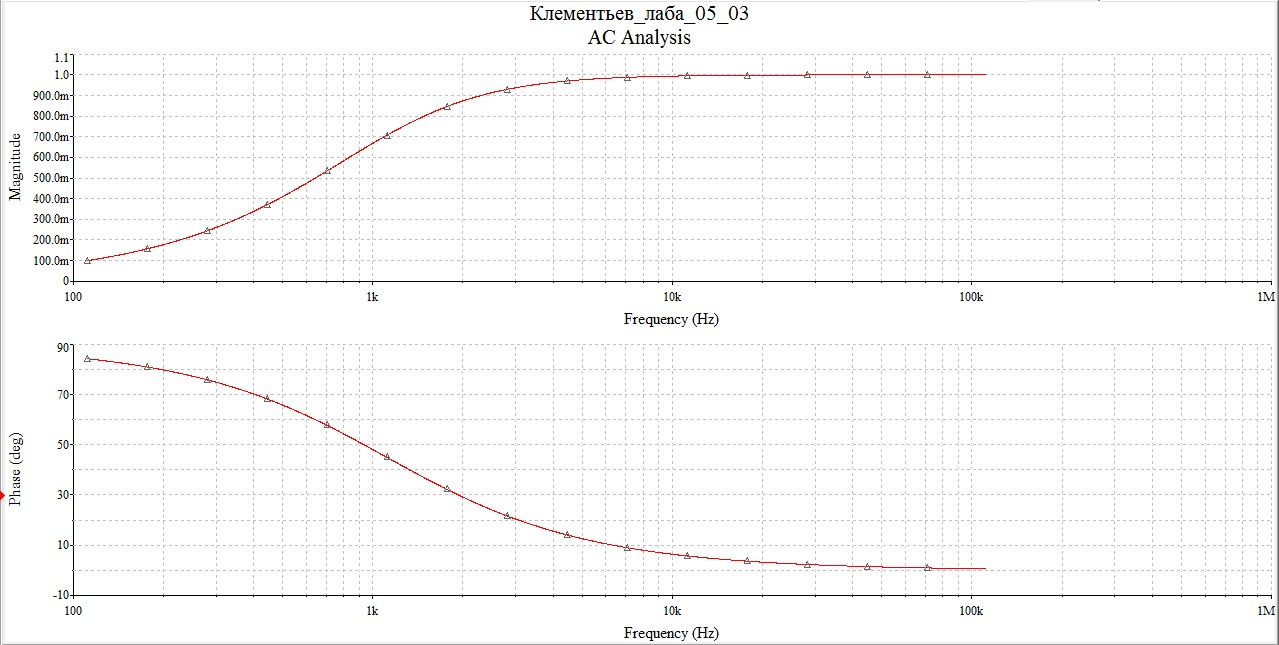 Клементьев_лаба_05_03
AC Analysis
1.1
1.0
900.0m
800.0m
700.0m
600.0m
500.0m
400.0m
300.0m
200.0m
100.0m
0
Magnitude
100 1k 10k 100k 1M
Frequency (Hz)
90
70
50
30
10
-10
Phase (deg)
100 1k 10k 100k 1M
Frequency (Hz)